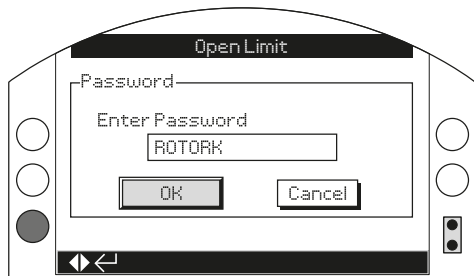 Open Limit
Password
Enter Password
ROTORK
OK
Cancel